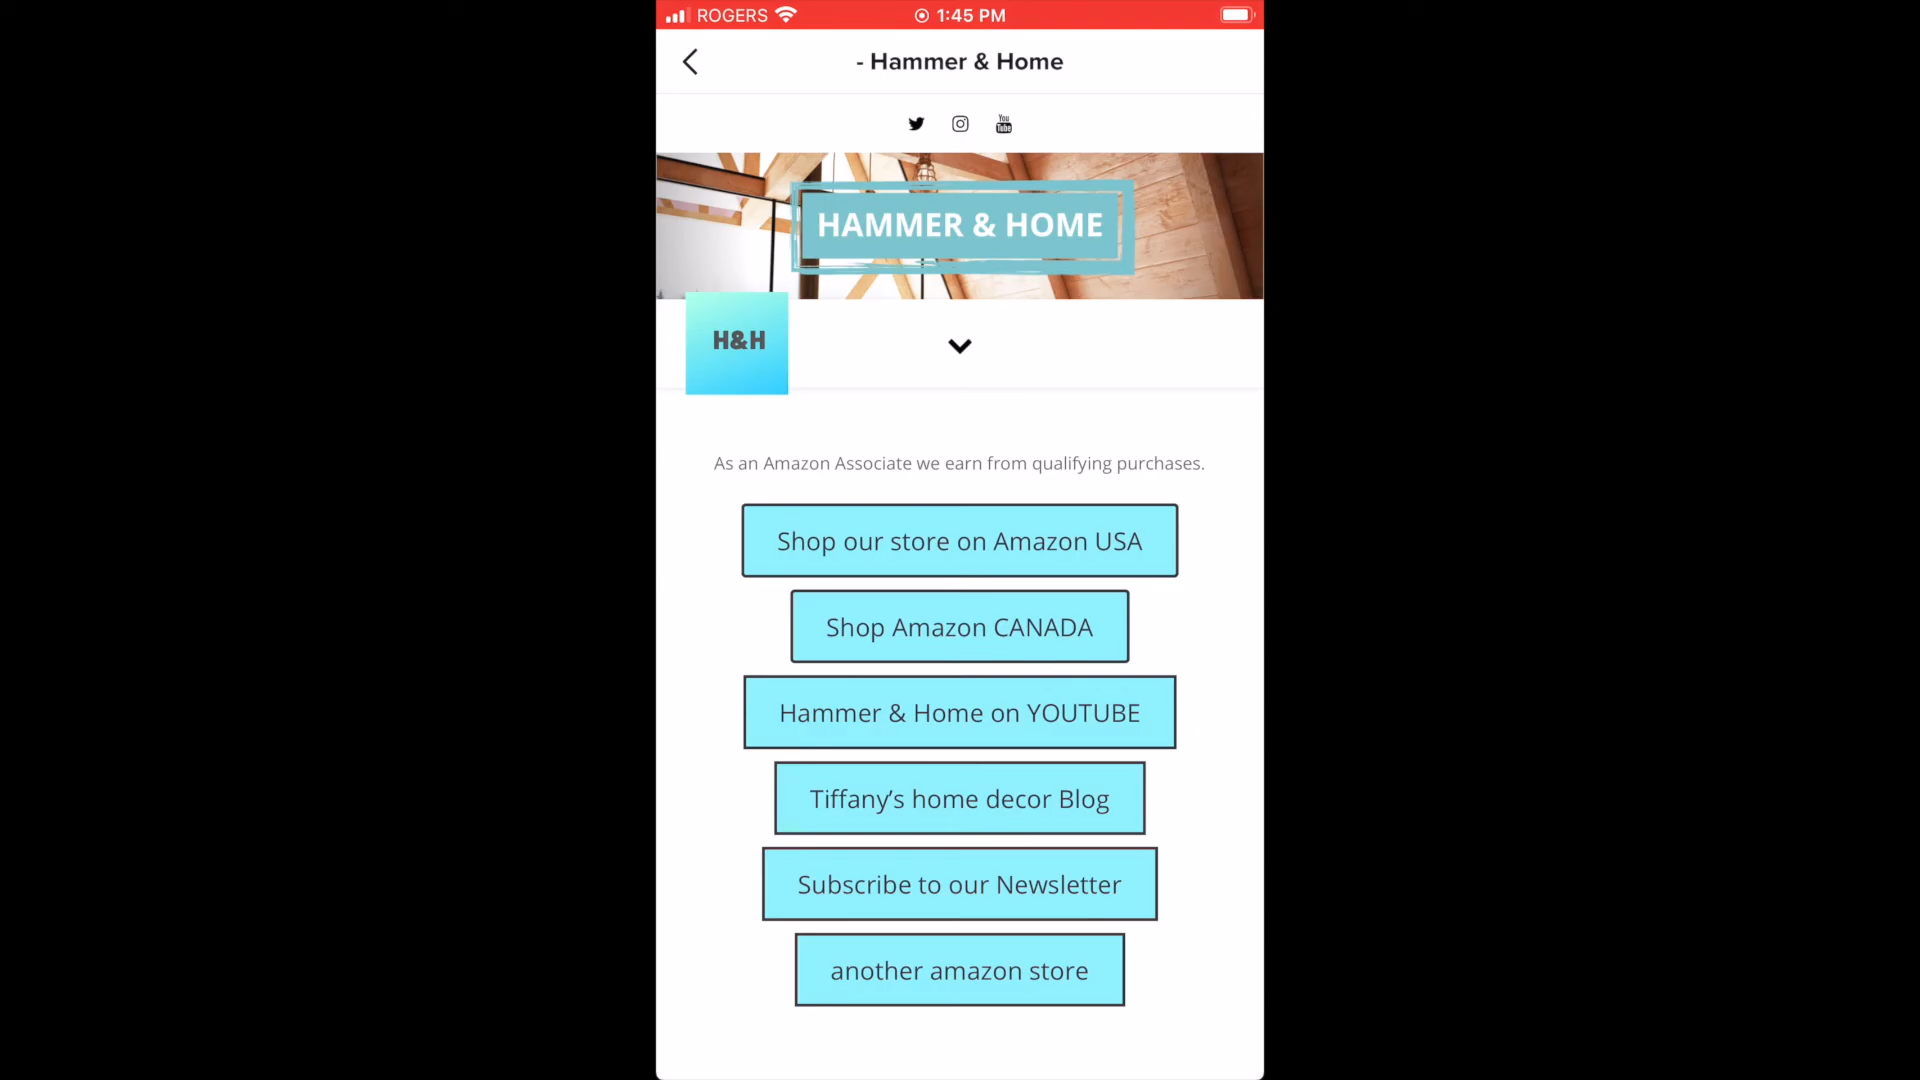 ROGERS 1:45 PM
- Hammer & Home
You Tube
HAMMER & HOME
H&H
As an Amazon Associate we earn from qualifying purchases.
Shop our store on Amazon USA
Shop Amazon CANADA
Hammer & Home on YOUTUBE
Tiffany’s home decor Blog
Subscribe to our Newsletter
another amazon store